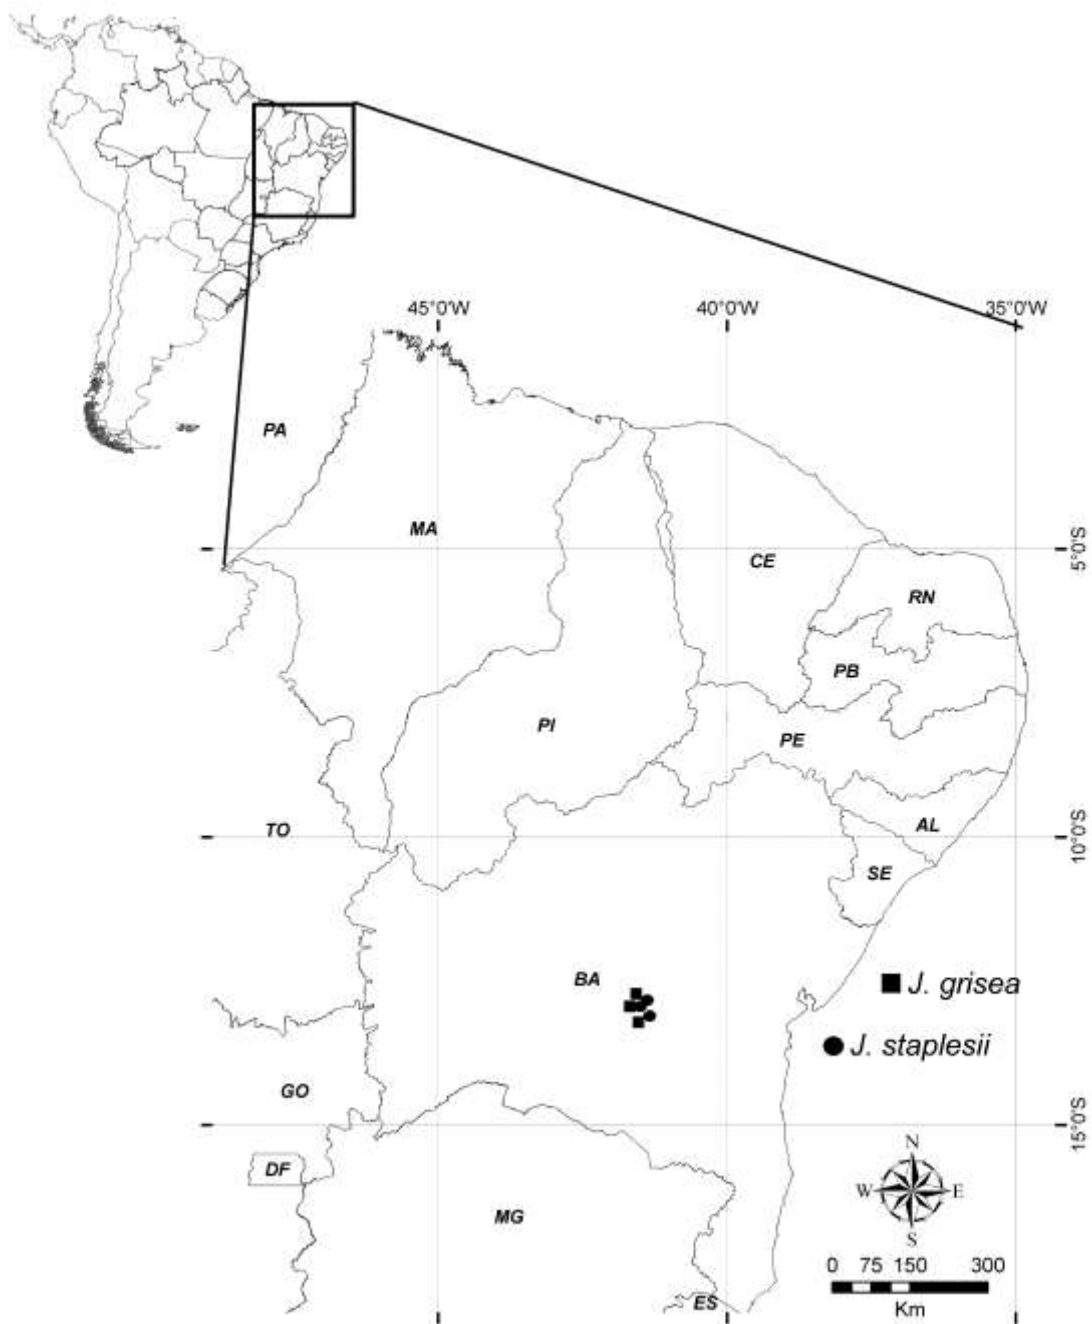 45°0'W 40°0'W 35°0'W
PA
MA
5°0'S
CE
RN
PB
PI
PE
TO
AL
10°0'S
SE
BA
J. grisea
J. staplesii
GO
15°0'S
N
DF
W E
MG
S
0 75 150 300
ES
Km